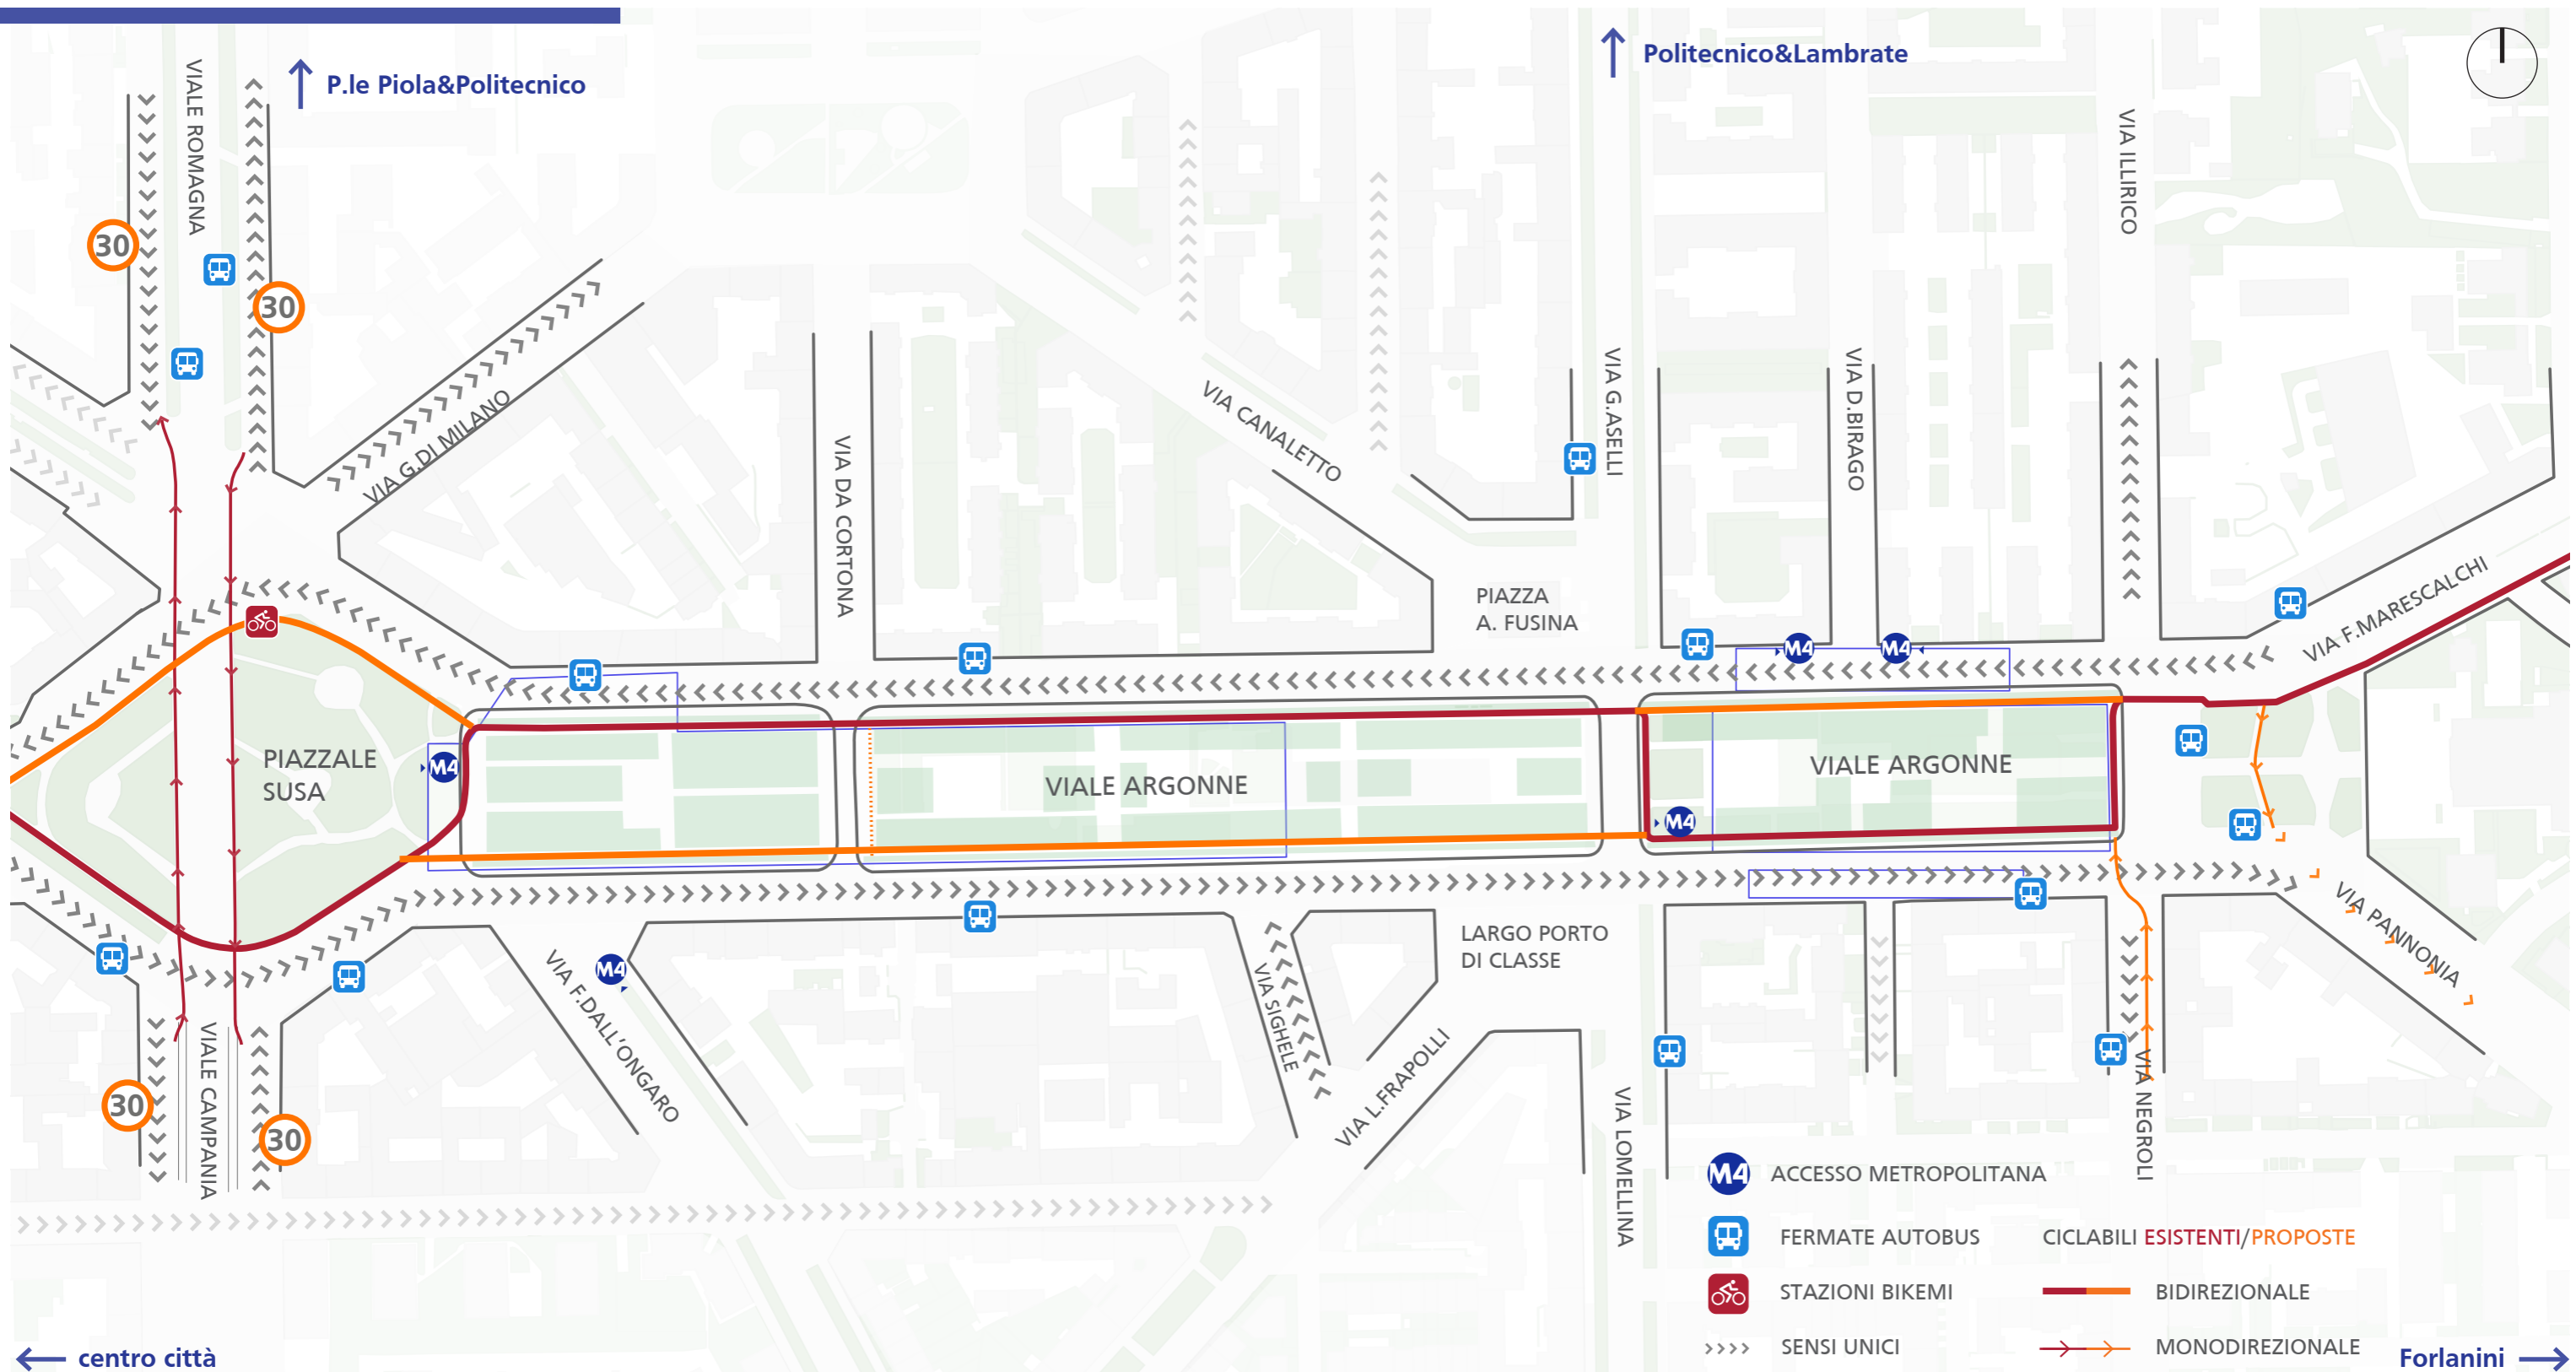 Politecnico&Lambrate
P.le Piola&Politecnico
VIALE ROMAGNA
VIA ILLIRICO
30
30
VIA G.DI MILANO
VIA DA CORTONA
VIA CANALETTO
VIA G.ASELLI
VIA D.BIRAGO
PIAZZA
A. FUSINA
VIA F.MARESCALCHI
M4
M4
PIAZZALE
SUSA
M4
VIALE ARGONNE
VIALE ARGONNE
M4
VIA PANNONIA
LARGO PORTO
DI CLASSE
M4
VIA F.DALL'ONGARO
VIA SIGHELE
VIA L.FRAPOLLI
VIALE CAMPANIA
30
30
VIA LOMELLINA
VIA NEGROLI
M4 ACCESSO METROPOLITANA
FERMATE AUTOBUS
CICLABILI ESISTENTI/PROPOSTE
STAZIONI BIKEMI
BIDIREZIONALE
SENSI UNICI
MONODIREZIONALE
centro città
Forlanini